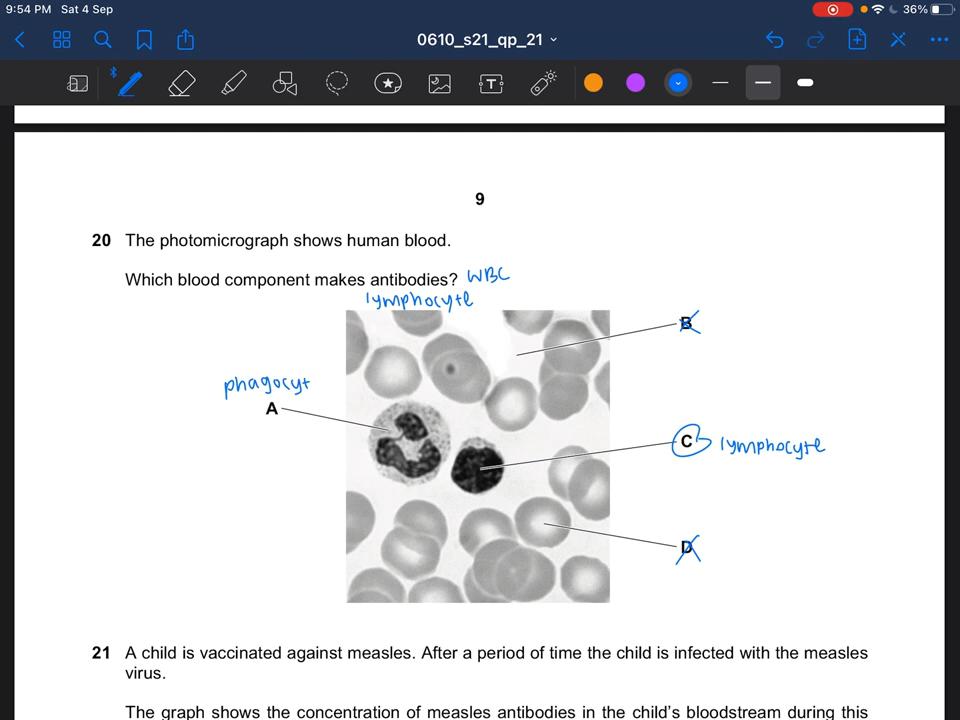 9:54 PM Sat 4 Sep
36%
0610_s21_qp_21
T
9
20 The photomicrograph shows human blood.
Which blood component makes antibodies? WBC
lymphocyte
B
phagocyt
A
C lymphocyte
D
21 A child is vaccinated against measles. After a period of time the child is infected with the measles
virus.
The graph shows the concentration of measles antibodies in the child's bloodstream during this